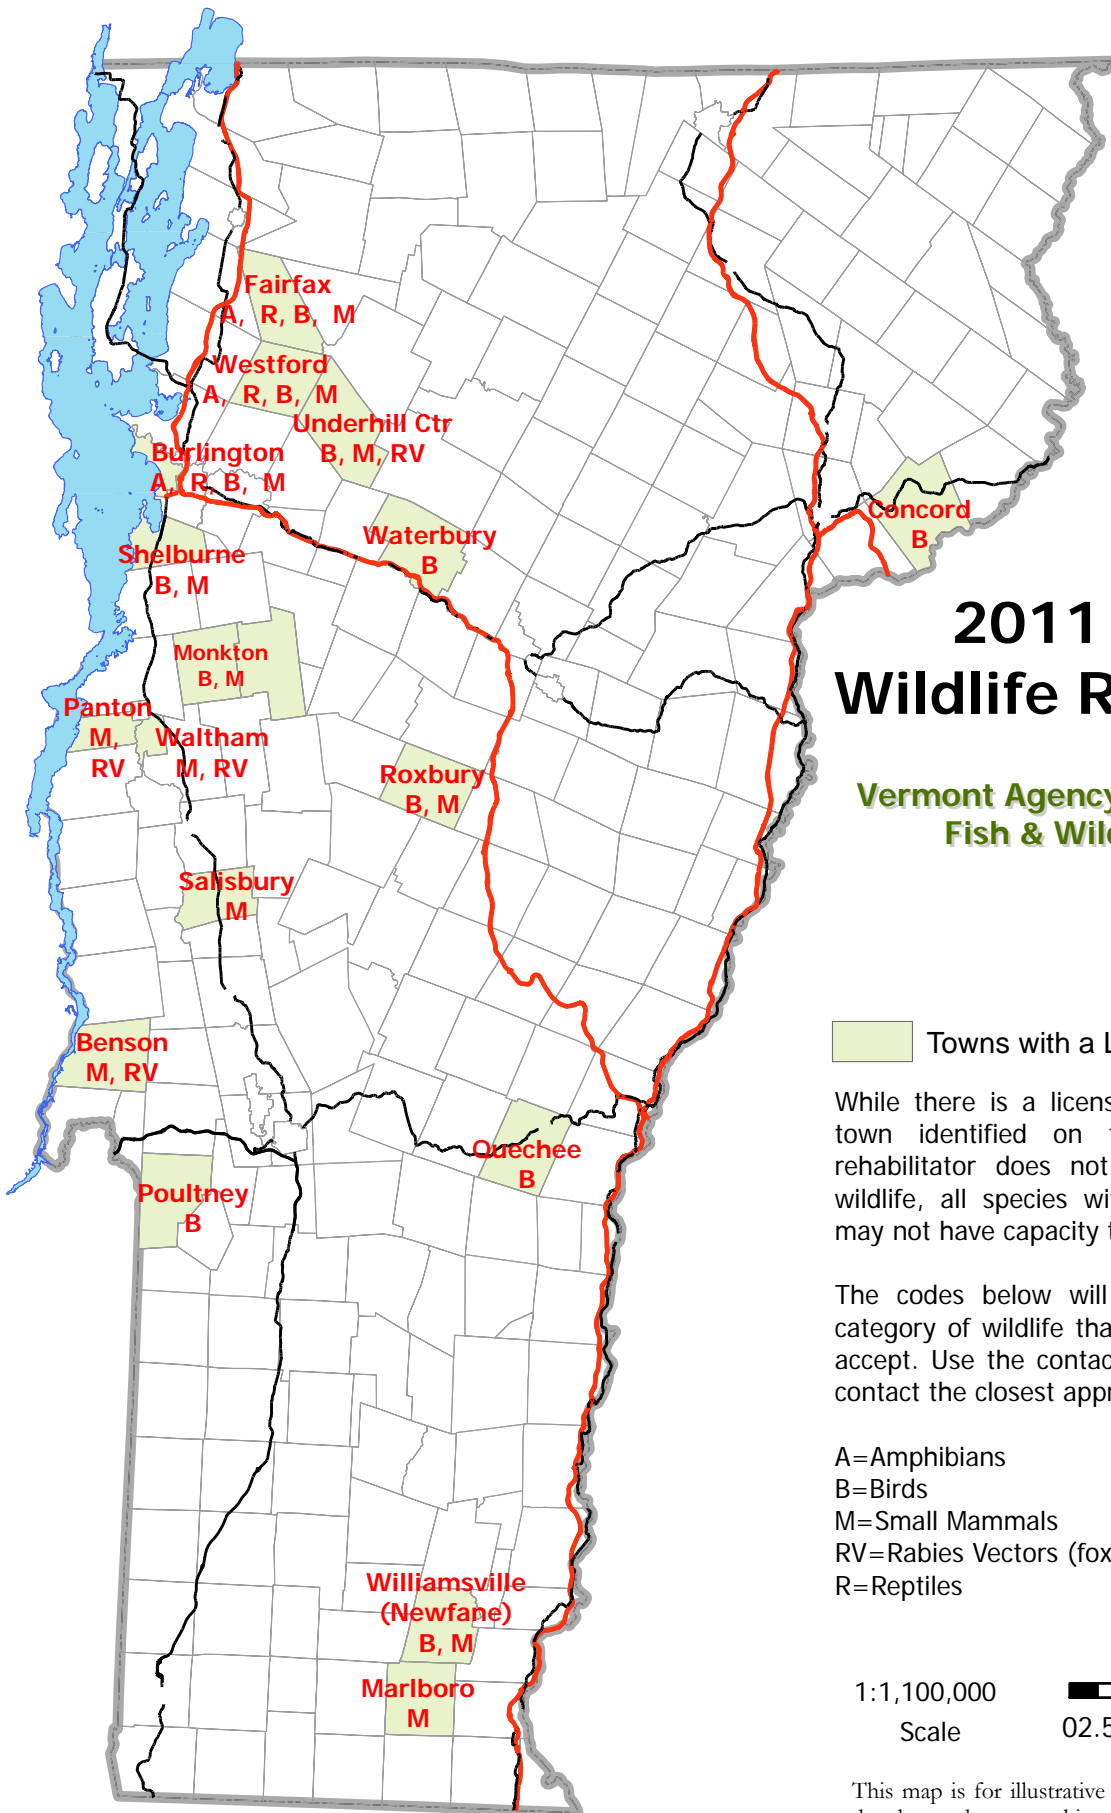 Fairfax
A, R, B, M
Westford
A, R, B, M
Underhill Ctr
B, M, RV
Burlington
A, R, B, M
Waterbury
B
Concord
B
Shelburne
B, M
Monkton
B, M
Panton
M,
RV
Waltham
M, RV
Roxbury
B, M
Salisbury
M
Benson
M, RV
Quechee
B
Poultney
B
Williamsville
(Newfane)
B, M
Marlboro
M
2011
Wildlife R
Vermont Agency
Fish & Wil
Towns with a L
While there is a licens
town identified on t
rehabilitator does not
wildlife, all species wi
may not have capacity t
The codes below will
category of wildlife tha
accept. Use the contac
contact the closest appr
A=Amphibians
B=Birds
M=Small Mammals
RV=Rabies Vectors (fox
R=Reptiles
1:1,100,000
Scale
02.5
This map is for illustrative